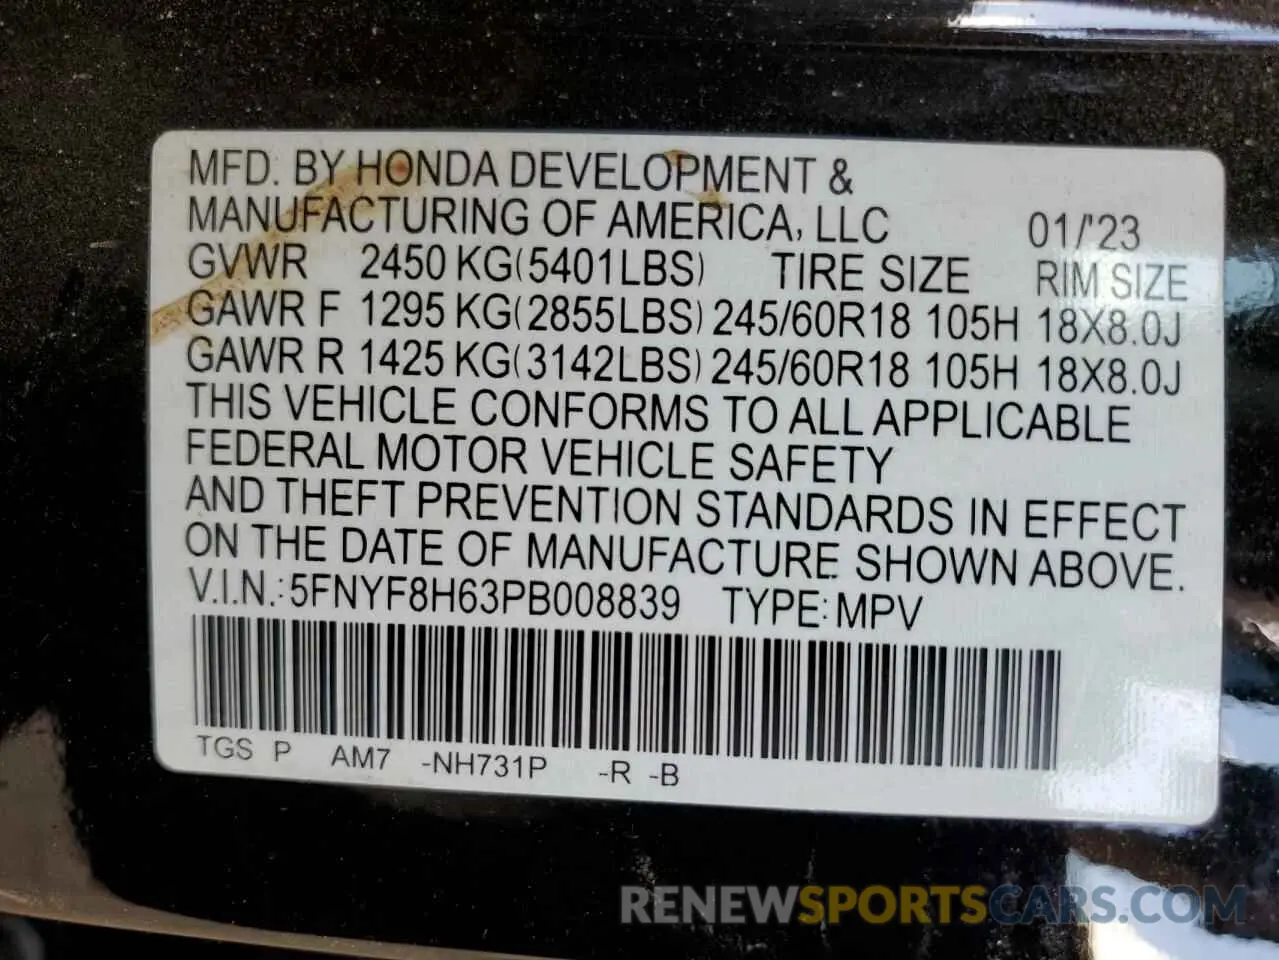 MFD. BY HONDA DEVELOPMENT &
MANUFACTURING OF AMERICA, LLC 01/'23
GVWR 2450 KG(5401LBS) TIRE SIZE RIM SIZE
GAWR F 1295 KG(2855LBS) 245/60R18 105H 18X8.0J
GAWR R 1425 KG(3142LBS) 245/60R18 105H 18X8.0J
THIS VEHICLE CONFORMS TO ALL APPLICABLE
FEDERAL MOTOR VEHICLE SAFETY
AND THEFT PREVENTION STANDARDS IN EFFECT
ON THE DATE OF MANUFACTURE SHOWN ABOVE.
V.I.N.:5FNYF8H63PB008839 TYPE:MPV
TGS P AM7 -NH731P -R -B
RENEWSPORTSCARS.COM